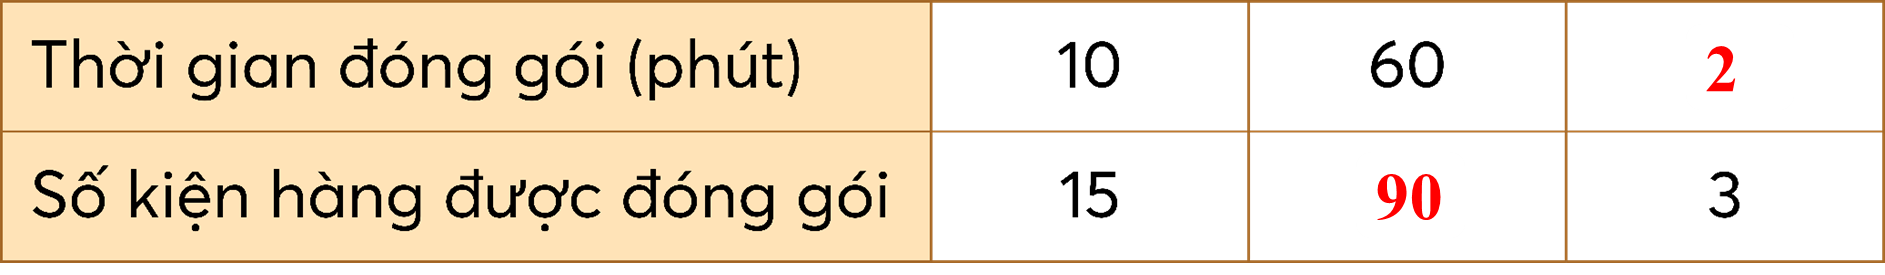 Thời gian đóng gói (phút) 10 60 2
Số kiện hàng được đóng gói 15 90 3